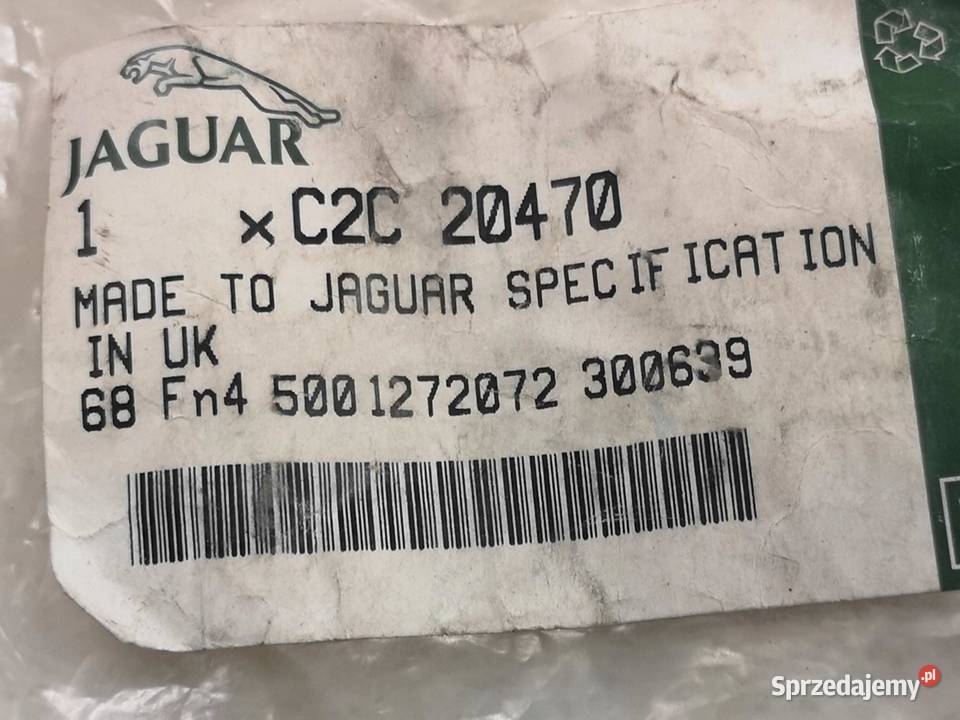 JAGUAR
1 x C2C 20470
MADE TO JAGUAR SPECIFICATION
IN UK
68 Fn4 5001272072 300639
Sprzedajemy.pl